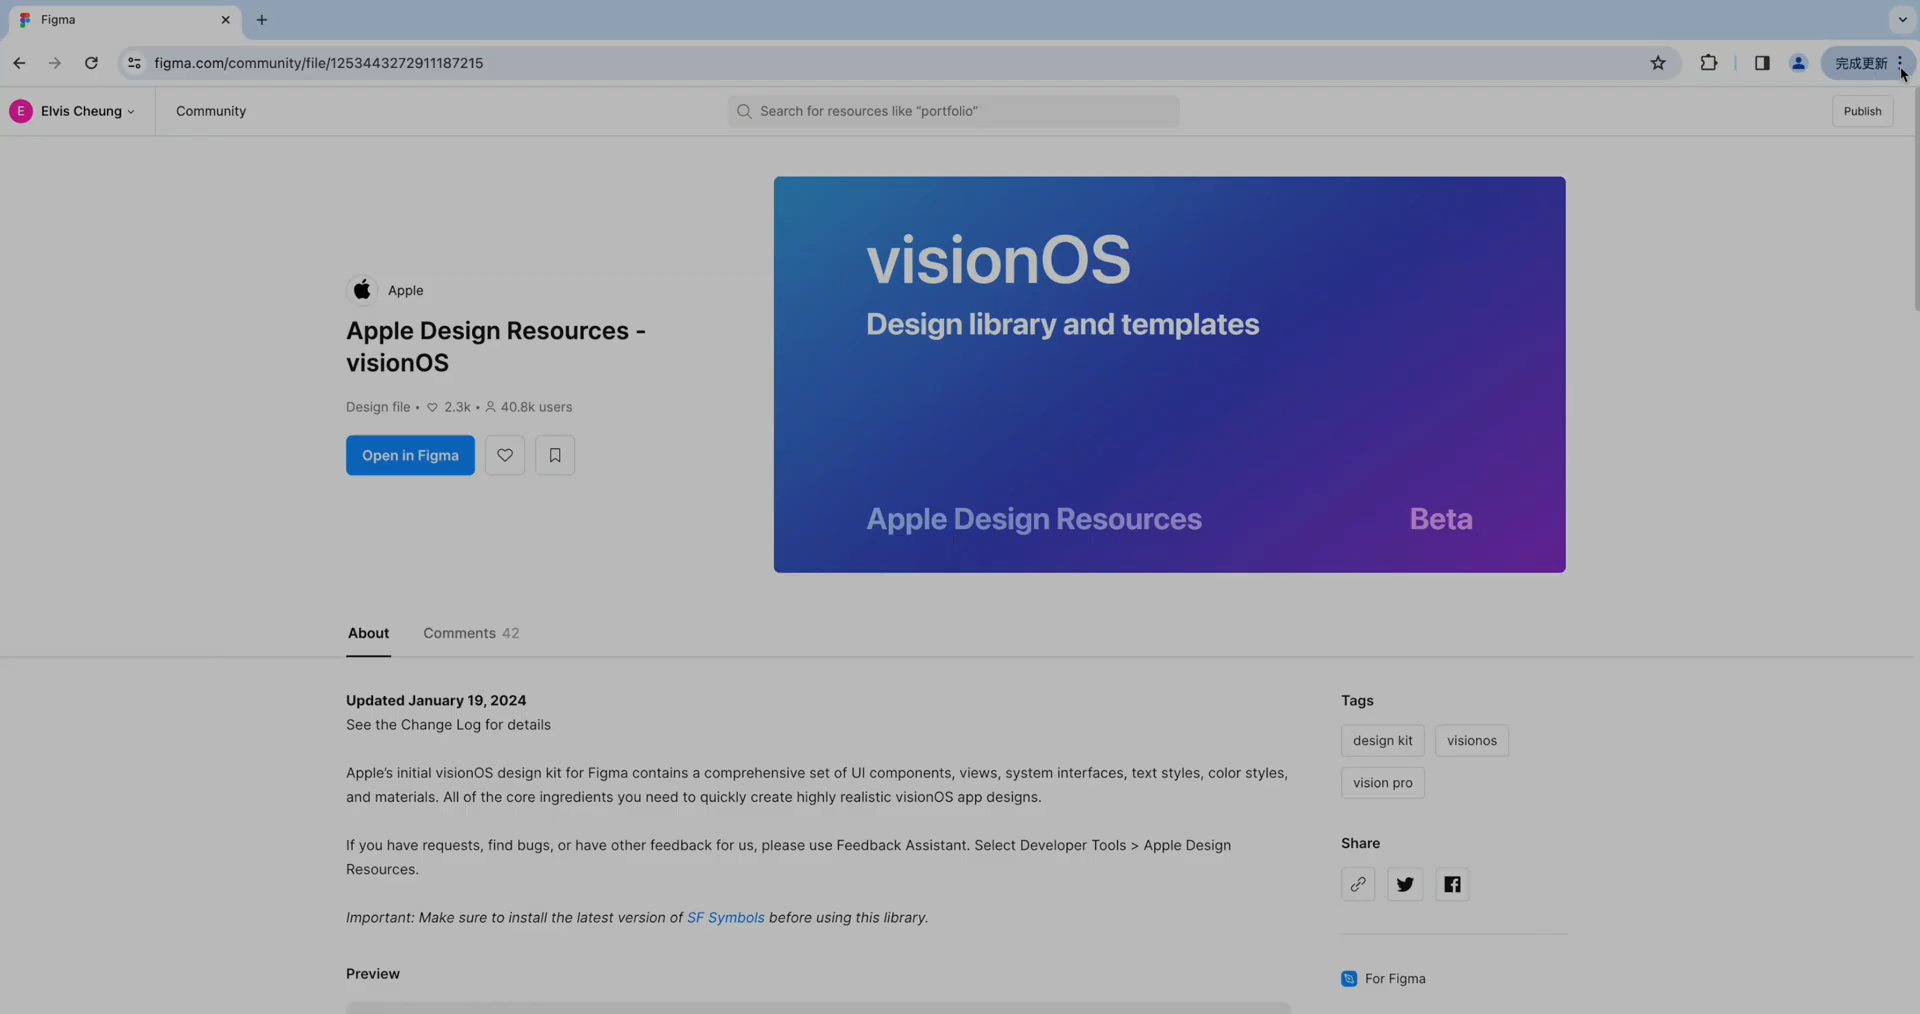 Figma
figma.com/community/file/1253443272911187215
完成更新
E Elvis Cheung
Community
Search for resources like “portfolio”
Publish
Apple
Apple Design Resources -
visionOS
Design file • 2.3k • 40.8k users
Open in Figma
visionOS
Design library and templates
Apple Design Resources
Beta
About
Comments 42
Updated January 19, 2024
See the Change Log for details
Apple’s initial visionOS design kit for Figma contains a comprehensive set of UI components, views, system interfaces, text styles, color styles,
and materials. All of the core ingredients you need to quickly create highly realistic visionOS app designs.
If you have requests, find bugs, or have other feedback for us, please use Feedback Assistant. Select Developer Tools > Apple Design
Resources.
Important: Make sure to install the latest version of SF Symbols before using this library.
Preview
Tags
design kit
visionos
vision pro
Share
For Figma